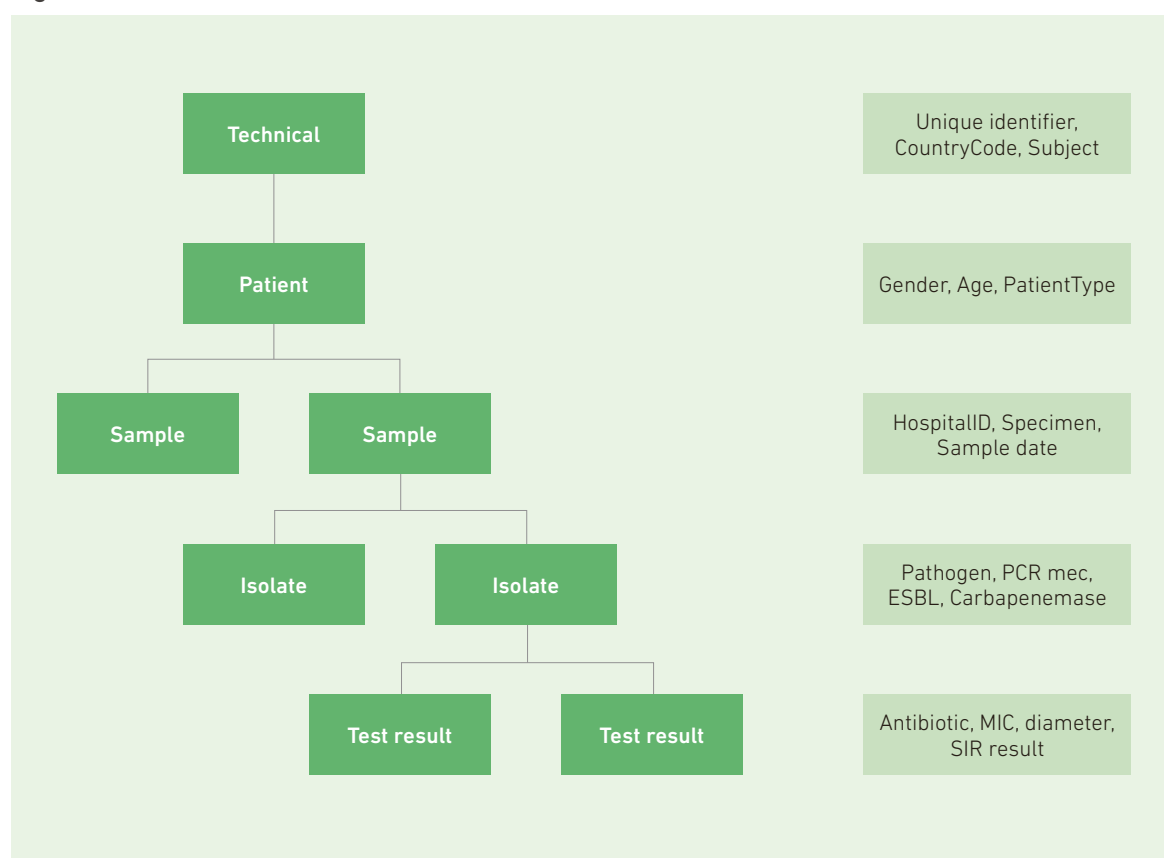 Technical
Unique identifier,
CountryCode, Subject
Patient
Gender, Age, PatientType
Sample
Sample
HospitalID, Specimen,
Sample date
Isolate
Isolate
Pathogen, PCR mec,
ESBL, Carbapenemase
Test result
Test result
Antibiotic, MIC, diameter,
SIR result